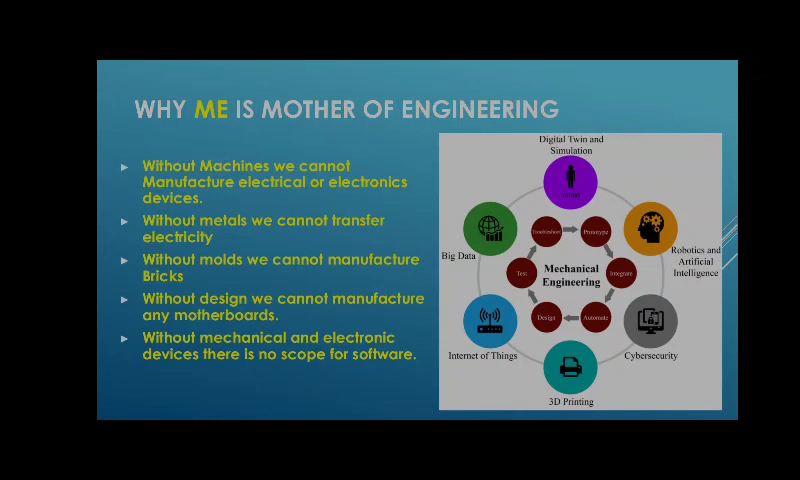 WHY ME IS MOTHER OF ENGINEERING
Without Machines we cannot
Manufacture electrical or electronics
devices.
Without metals we cannot transfer
electricity
Without molds we cannot manufacture
Bricks
Without design we cannot manufacture
any motherboards.
Without mechanical and electronic
devices there is no scope for software.
Digital Twin and
Simulation
Big Data
Robotics and
Artificial
Intelligence
Troubleshoot
Prototype
Test
Mechanical
Engineering
Integrate
Design
Automate
Internet of Things
Cybersecurity
3D Printing